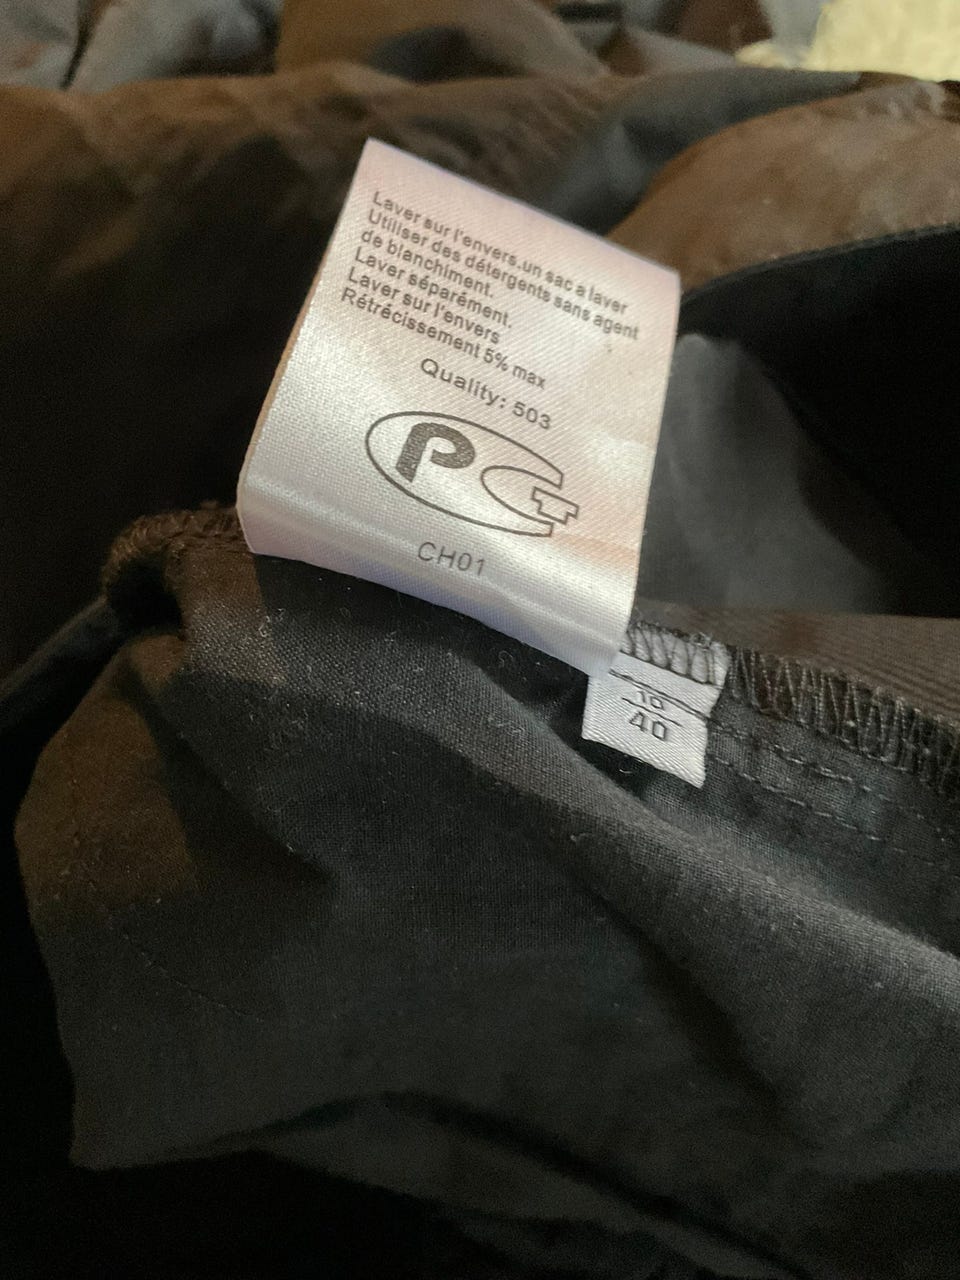 Laver sur l'envers.un sac a laver
Utiliser des détergents sans agent
de blanchiment.
Laver séparément.
Laver sur l'envers
Rétrécissement 5% max
Quality: 503
PCT
CH01
10
40